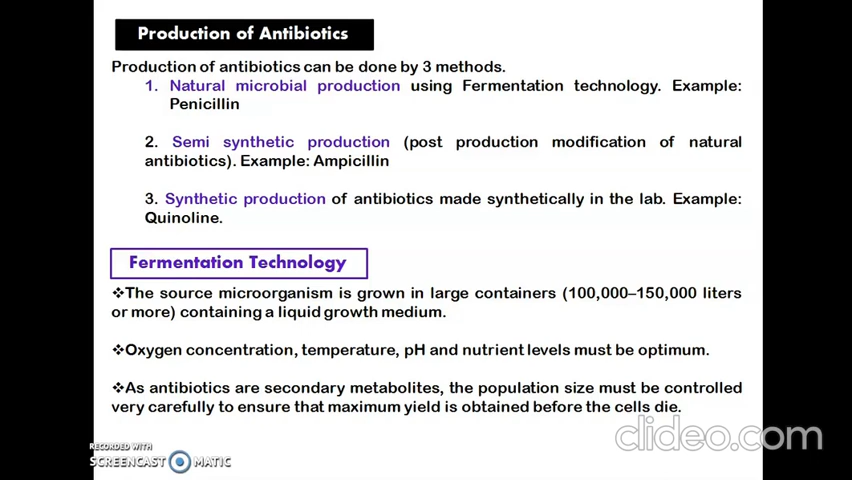 Production of Antibiotics
Production of antibiotics can be done by 3 methods.
1. Natural microbial production using Fermentation technology. Example:
Penicillin
2. Semi synthetic production (post production modification of natural
antibiotics). Example: Ampicillin
3. Synthetic production of antibiotics made synthetically in the lab. Example:
Quinoline.
Fermentation Technology
❖The source microorganism is grown in large containers (100,000–150,000 liters
or more) containing a liquid growth medium.
❖Oxygen concentration, temperature, pH and nutrient levels must be optimum.
❖As antibiotics are secondary metabolites, the population size must be controlled
very carefully to ensure that maximum yield is obtained before the cells die.
clideo.com
RECORDED WITH
SCREENCAST MATIC